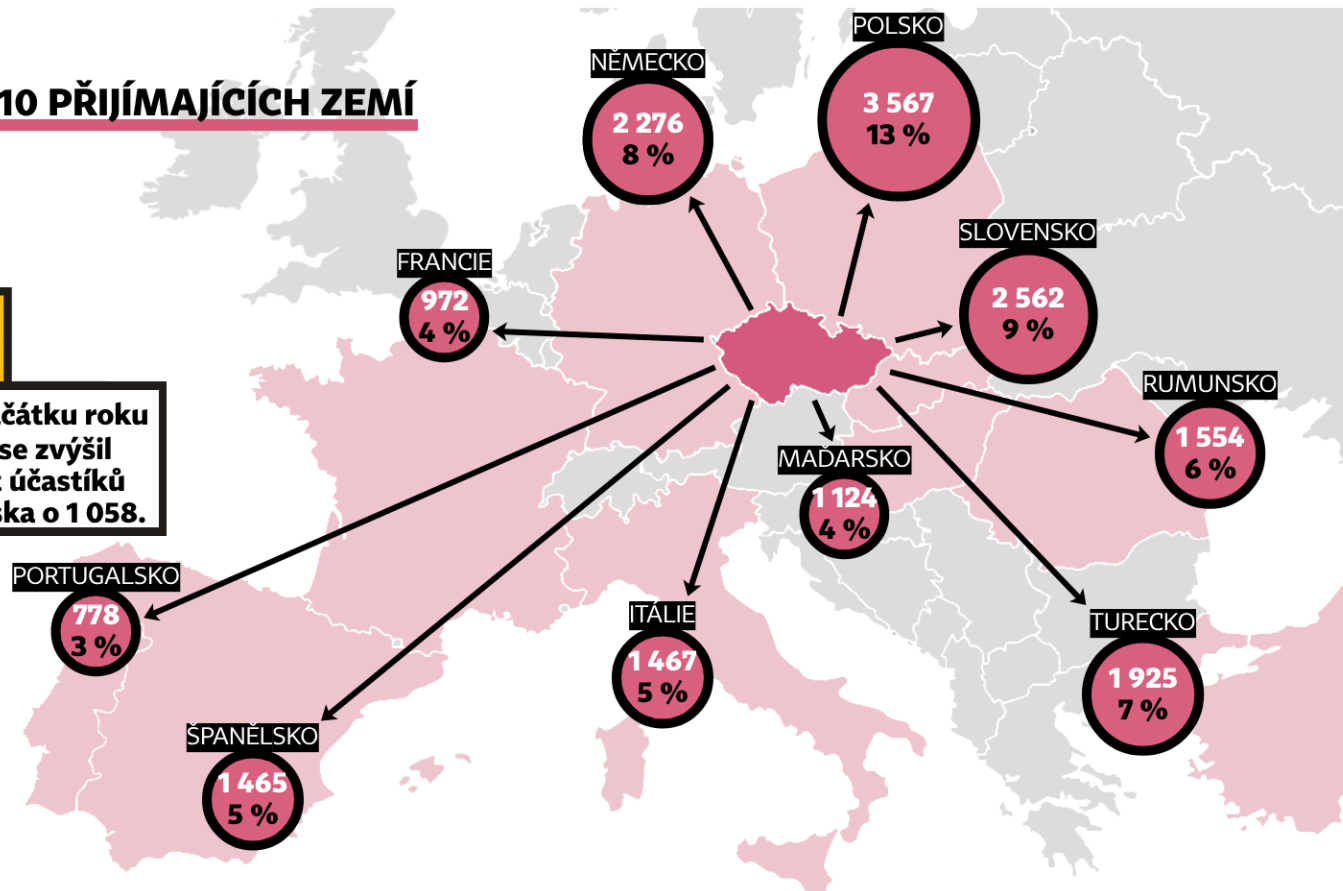 10 PŘIJÍMAJÍCÍCH ZEMÍ
POLSKO
3 567
13 %
NĚMECKO
2 276
8 %
SLOVENSKO
2 562
9 %
FRANCIE
972
4 %
RUMUNSKO
1 554
6 %
roku
se zvýšil
účastíků
o 1 058.
MAĎARSKO
1 124
4 %
PORTUGALSKO
778
3 %
ITÁLIE
1 467
5 %
TURECKO
1 925
7 %
ŠPANĚLSKO
1 465
5 %